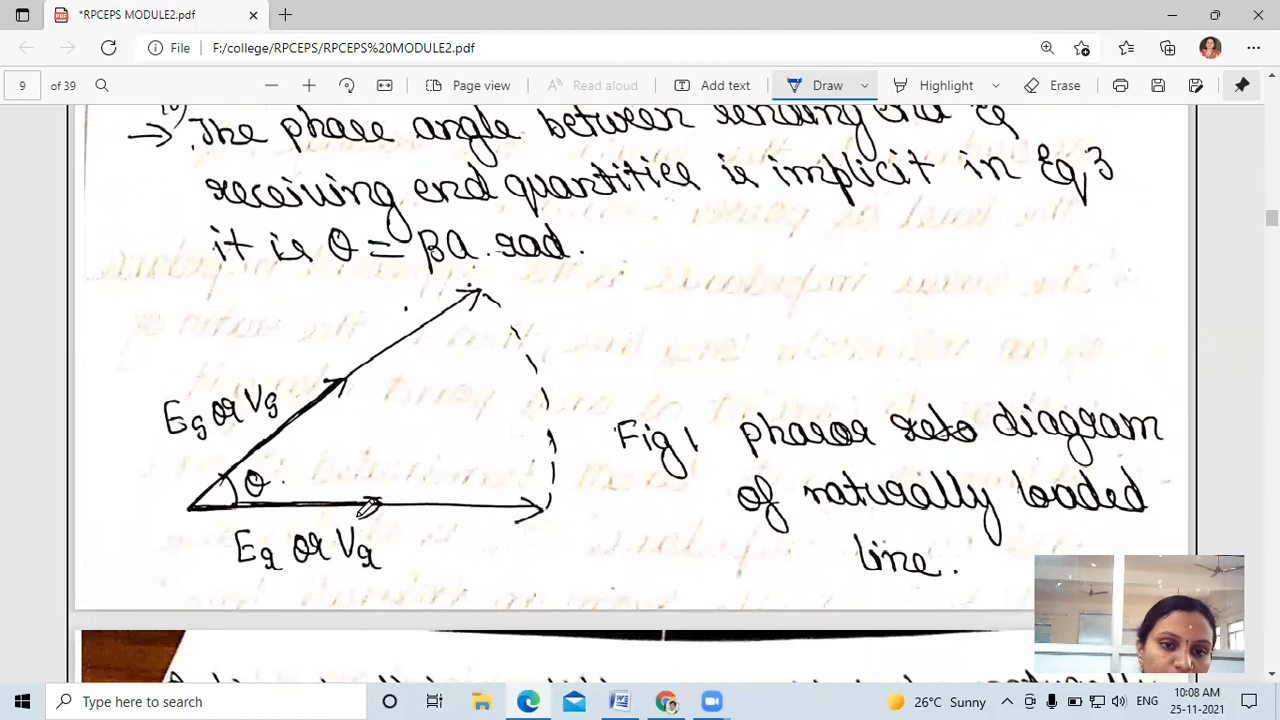 *RPCEPS MODULE2.pdf
File
F:/college/RPCEPS/RPCEPS%20MODULE2.pdf
9 of 39
Page view
Read aloud
Add text
Draw
Highlight
Erase
→ The phase angle between sending end &
receiving end quantities is implicit in Eq 3
it is θ = βa rad.
Es or Vs
θ
Er or Vr
Fig 1 phasor diagram
of naturally loaded
line.
Type here to search
26°C Sunny
ENG
10:08 AM
25-11-2021